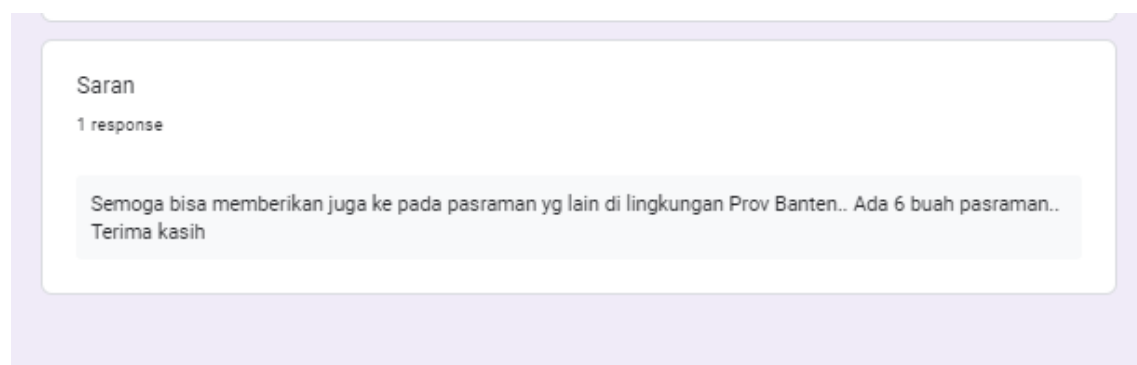 Saran
1 response
Semoga bisa memberikan juga ke pada pasraman yg lain di lingkungan Prov Banten.. Ada 6 buah pasraman..
Terima kasih